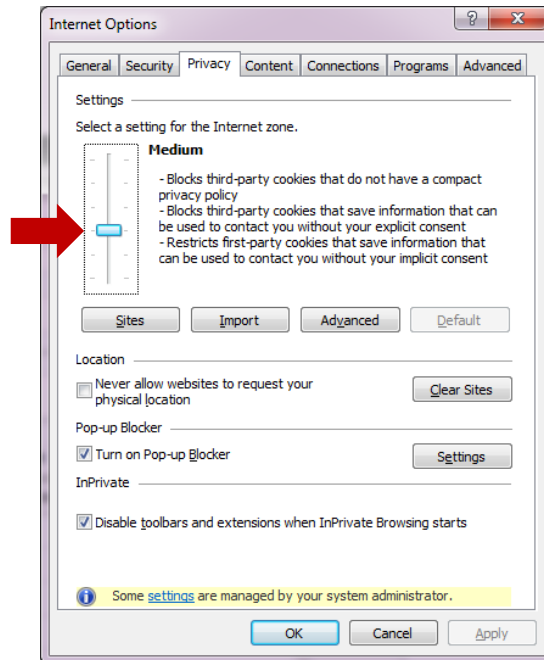 Internet Options
General Security Privacy Content Connections Programs Advanced
Settings
Select a setting for the Internet zone.
Medium
- Blocks third-party cookies that do not have a compact
privacy policy
- Blocks third-party cookies that save information that can
be used to contact you without your explicit consent
- Restricts first-party cookies that save information that
can be used to contact you without your implicit consent
Sites Import Advanced Default
Location
Never allow websites to request your
physical location
Clear Sites
Pop-up Blocker
Turn on Pop-up Blocker
Settings
InPrivate
Disable toolbars and extensions when InPrivate Browsing starts
Some settings are managed by your system administrator.
OK Cancel Apply